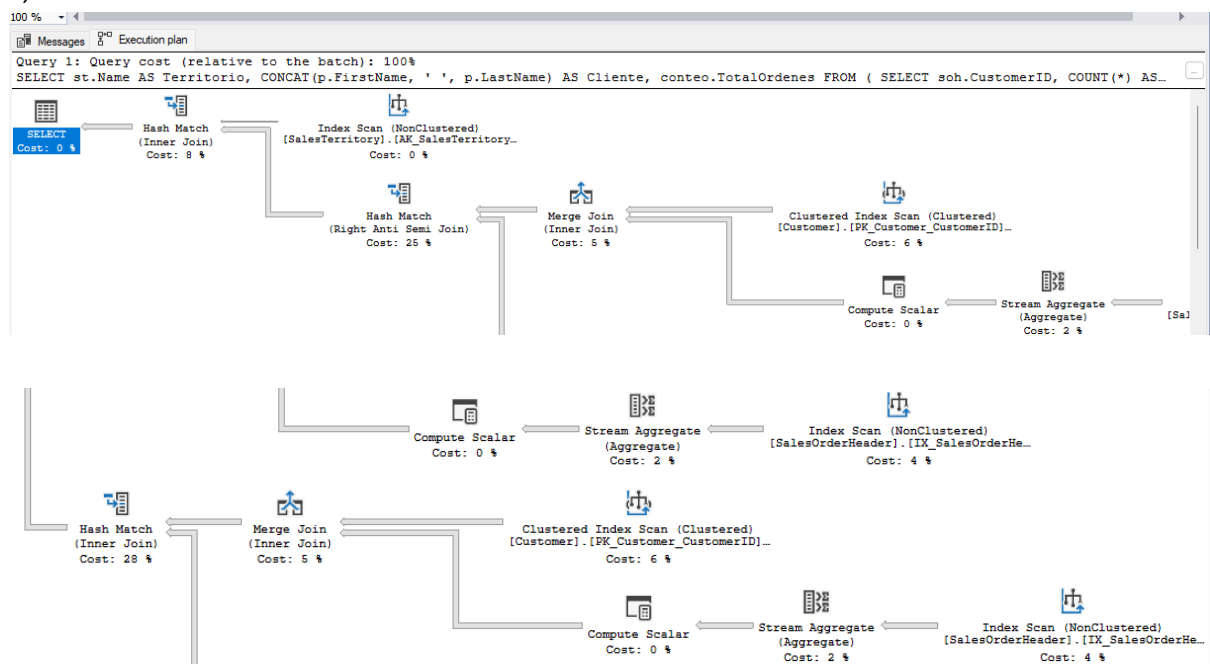 100 %
Messages Execution plan
Query 1: Query cost (relative to the batch): 100%
SELECT st.Name AS Territorio, CONCAT(p.FirstName, ' ', p.LastName) AS Cliente, conteo.TotalOrdenes FROM ( SELECT soh.CustomerID, COUNT(*) AS…
SELECT
Cost: 0 %
Hash Match
(Inner Join)
Cost: 8 %
Index Scan (NonClustered)
[SalesTerritory].[AK_SalesTerritory…
Cost: 0 %
Hash Match
(Right Anti Semi Join)
Cost: 25 %
Merge Join
(Inner Join)
Cost: 5 %
Clustered Index Scan (Clustered)
[Customer].[PK_Customer_CustomerID]…
Cost: 6 %
Compute Scalar
Cost: 0 %
Stream Aggregate
(Aggregate)
Cost: 2 %
[Sal
Compute Scalar
Cost: 0 %
Stream Aggregate
(Aggregate)
Cost: 2 %
Index Scan (NonClustered)
[SalesOrderHeader].[IX_SalesOrderHe…
Cost: 4 %
Hash Match
(Inner Join)
Cost: 28 %
Merge Join
(Inner Join)
Cost: 5 %
Clustered Index Scan (Clustered)
[Customer].[PK_Customer_CustomerID]…
Cost: 6 %
Compute Scalar
Cost: 0 %
Stream Aggregate
(Aggregate)
Cost: 2 %
Index Scan (NonClustered)
[SalesOrderHeader].[IX_SalesOrderHe…
Cost: 4 %